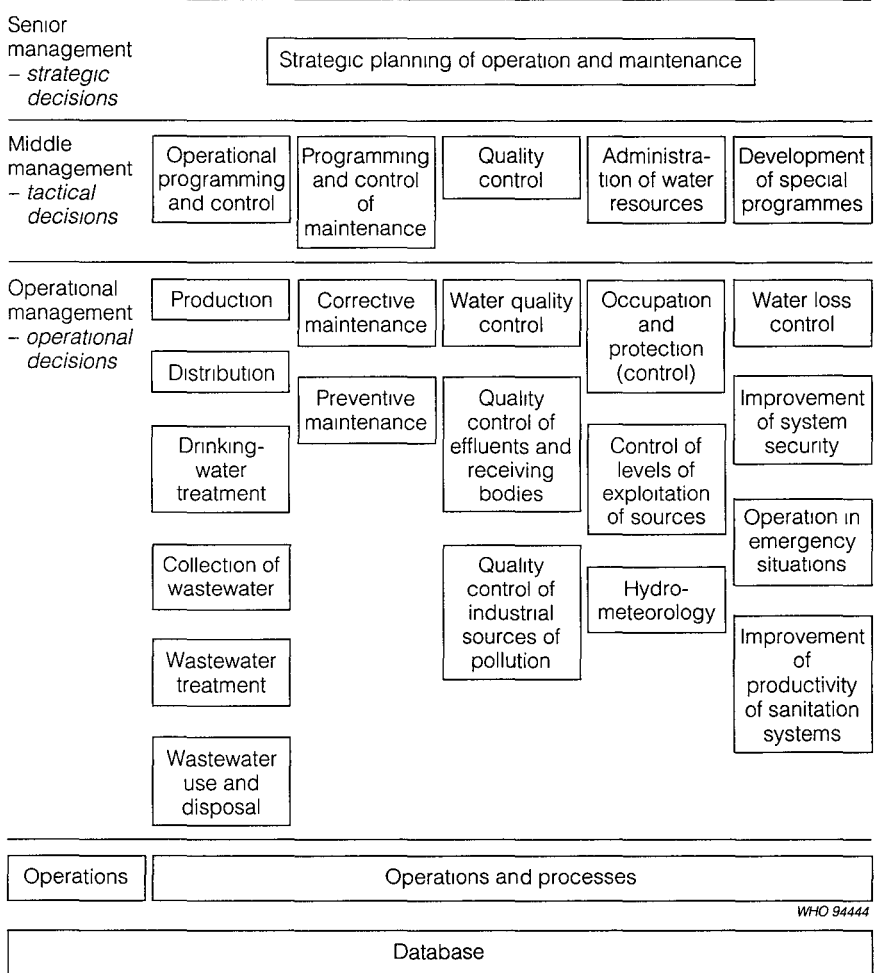 Senior
management
– strategic
decisions
Strategic planning of operation and maintenance
Middle
management
– tactical
decisions
Operational
programming
and control
Programming
and control
of
maintenance
Quality
control
Administra-
tion of water
resources
Development
of special
programmes
Operational
management
– operational
decisions
Production
Distribution
Drinking-
water
treatment
Collection of
wastewater
Wastewater
treatment
Wastewater
use and
disposal
Corrective
maintenance
Preventive
maintenance
Water quality
control
Quality
control of
effluents and
receiving
bodies
Quality
control of
industrial
sources of
pollution
Occupation
and
protection
(control)
Control of
levels of
exploitation
of sources
Hydro-
meteorology
Water loss
control
Improvement
of system
security
Operation in
emergency
situations
Improvement
of
productivity
of sanitation
systems
Operations
Operations and processes
WHO 94444
Database